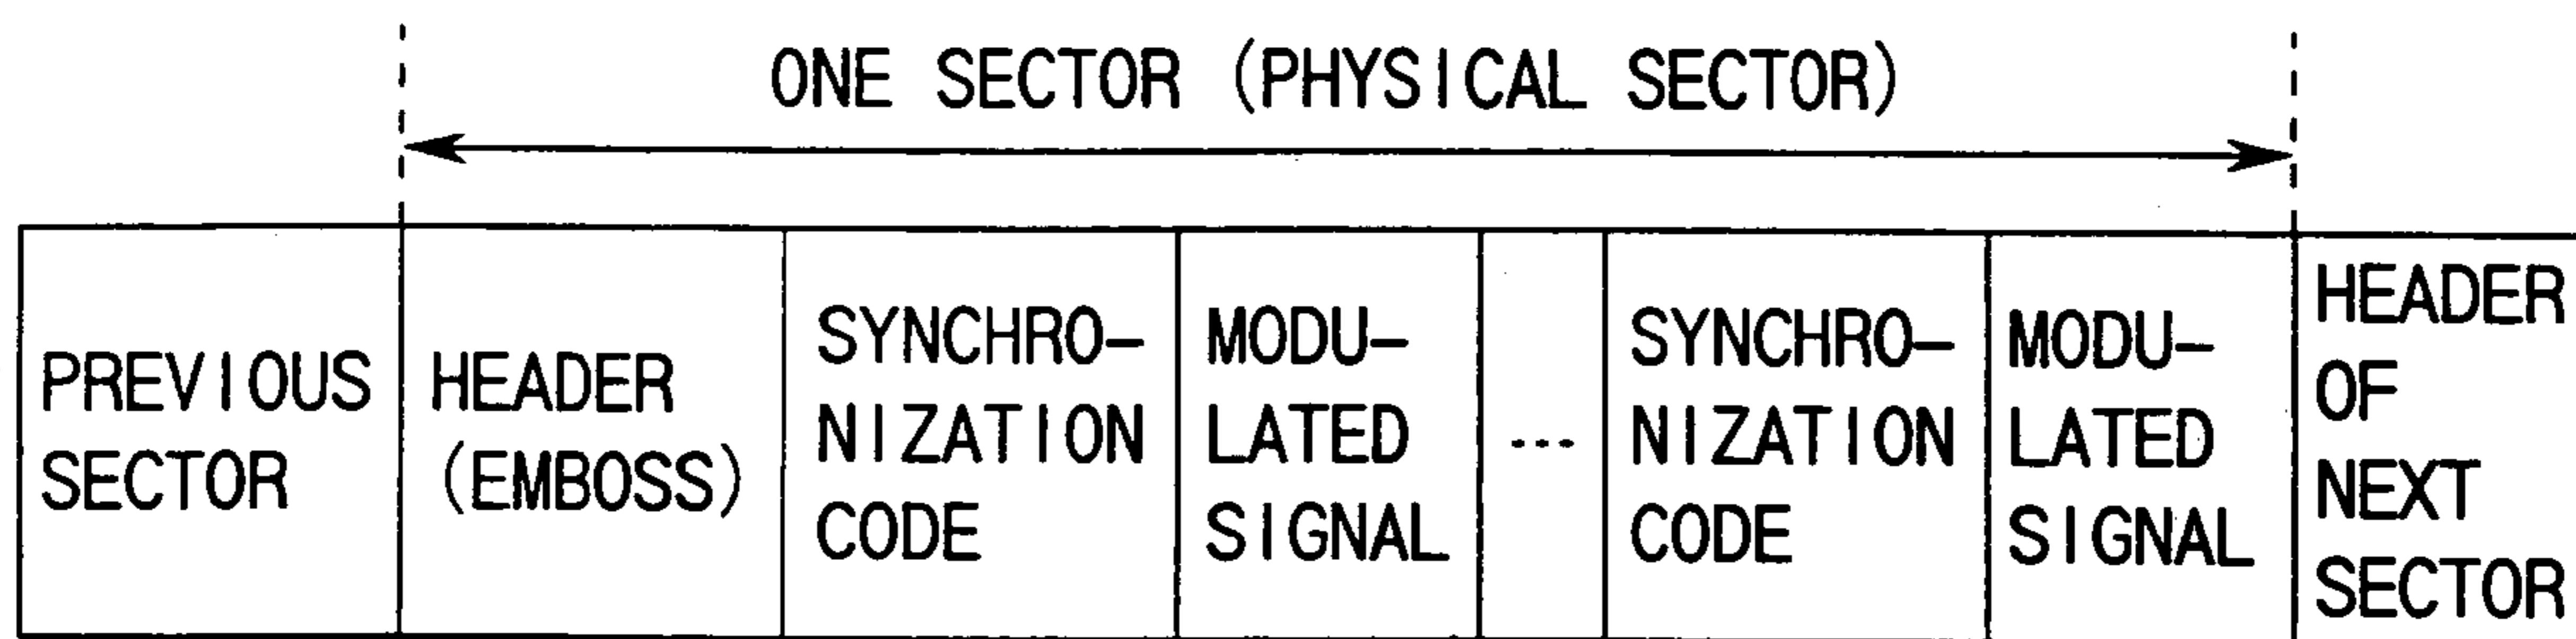 ONE SECTOR (PHYSICAL SECTOR)
PREVIOUS
SECTOR
HEADER
(EMBOSS)
SYNCHRO–
NIZATION
CODE
MODU–
LATED
SIGNAL
...
SYNCHRO–
NIZATION
CODE
MODU–
LATED
SIGNAL
HEADER
OF
NEXT
SECTOR